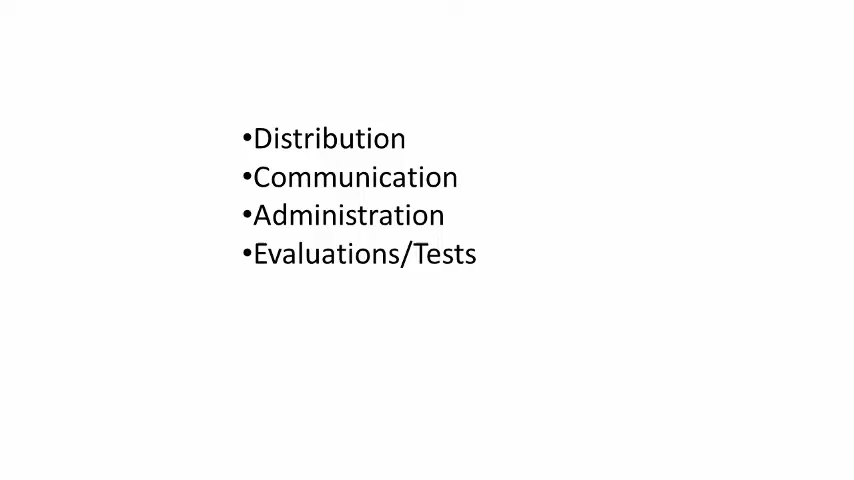 •Distribution
•Communication
•Administration
•Evaluations/Tests